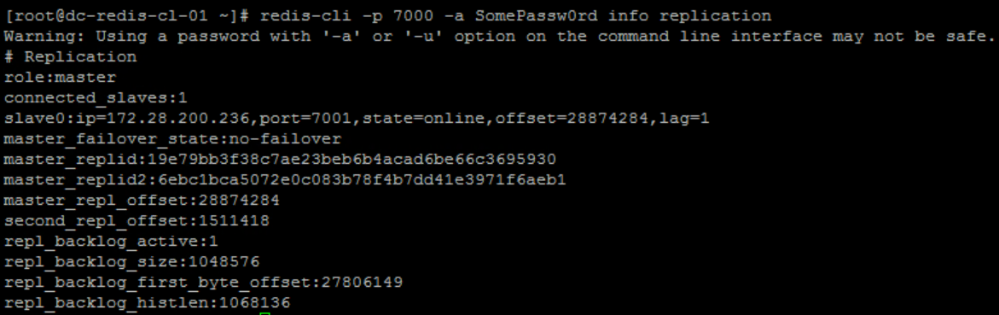 [root@dc-redis-cl-01 ~]# redis-cli -p 7000 -a SomePassw0rd info replication
Warning: Using a password with '-a' or '-u' option on the command line interface may not be safe.
# Replication
role:master
connected_slaves:1
slave0:ip=172.28.200.236,port=7001,state=online,offset=28874284,lag=1
master_failover_state:no-failover
master_replid:19e79bb3f38c7ae23beb6b4acad6be66c3695930
master_replid2:6ebc1bca5072e0c083b78f4b7dd41e3971f6aeb1
master_repl_offset:28874284
second_repl_offset:1511418
repl_backlog_active:1
repl_backlog_size:1048576
repl_backlog_first_byte_offset:27806149
repl_backlog_histlen:1068136